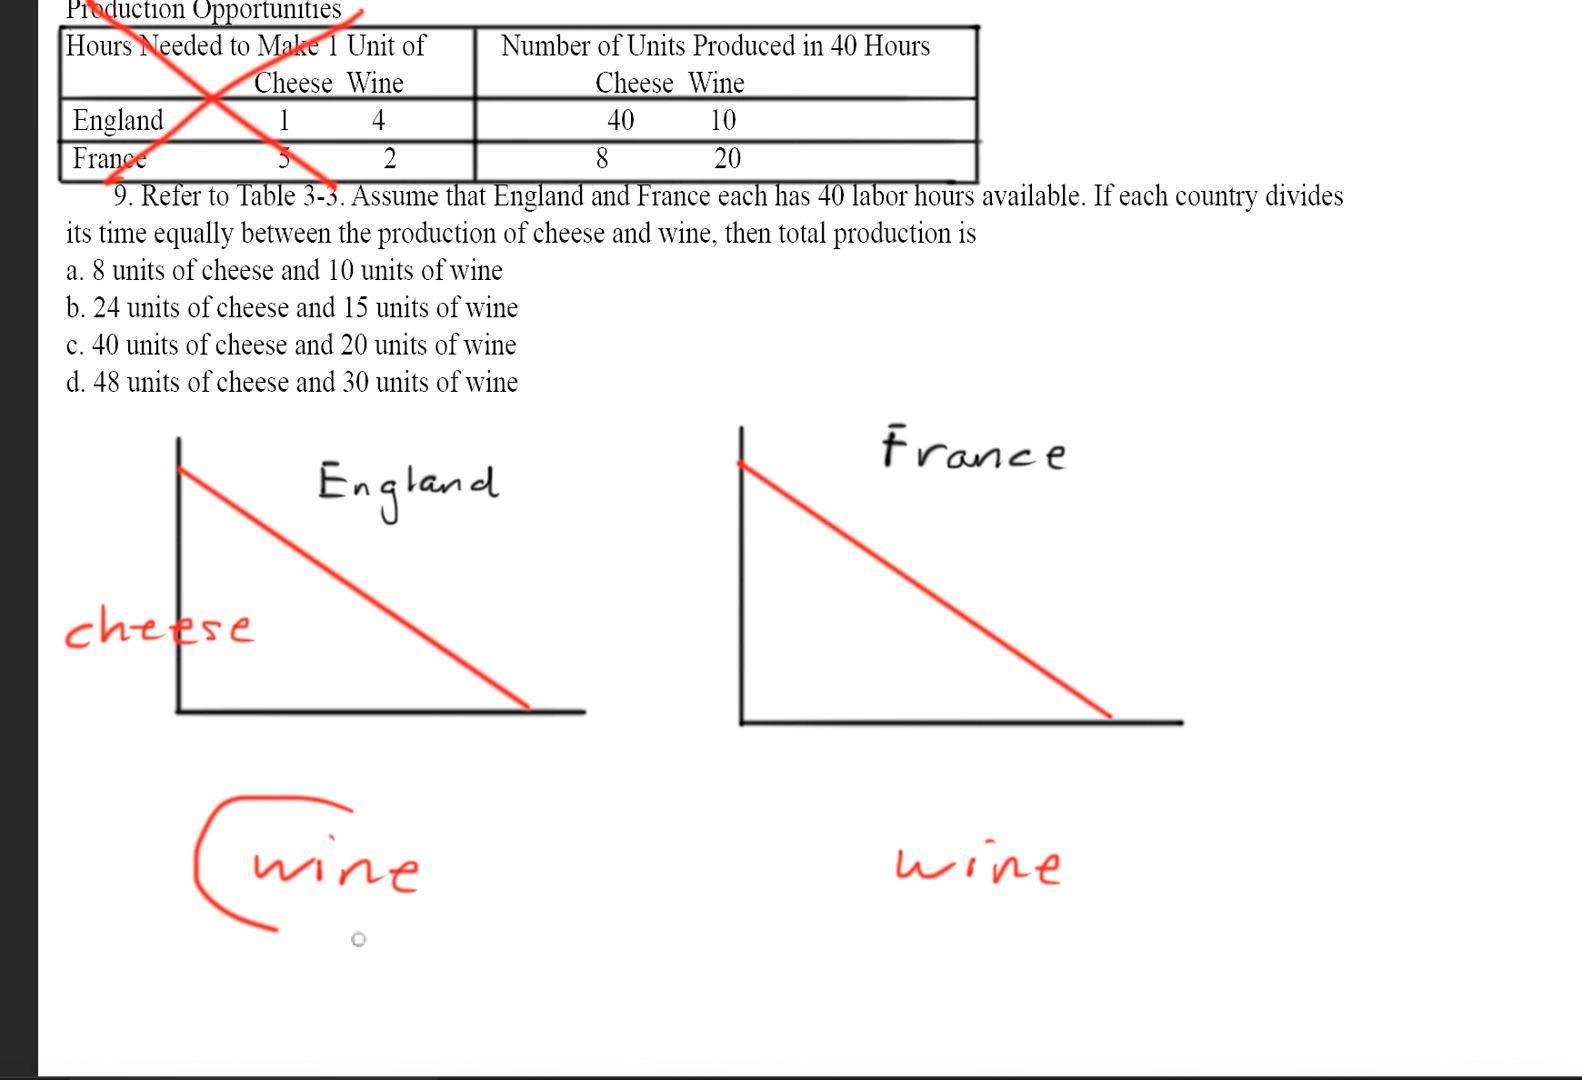 Production Opportunities
Hours Needed to Make 1 Unit of Number of Units Produced in 40 Hours
Cheese Wine Cheese Wine
England 1 4 40 10
France 5 2 8 20
9. Refer to Table 3-3. Assume that England and France each has 40 labor hours available. If each country divides
its time equally between the production of cheese and wine, then total production is
a. 8 units of cheese and 10 units of wine
b. 24 units of cheese and 15 units of wine
c. 40 units of cheese and 20 units of wine
d. 48 units of cheese and 30 units of wine
England France
cheese
wine wine